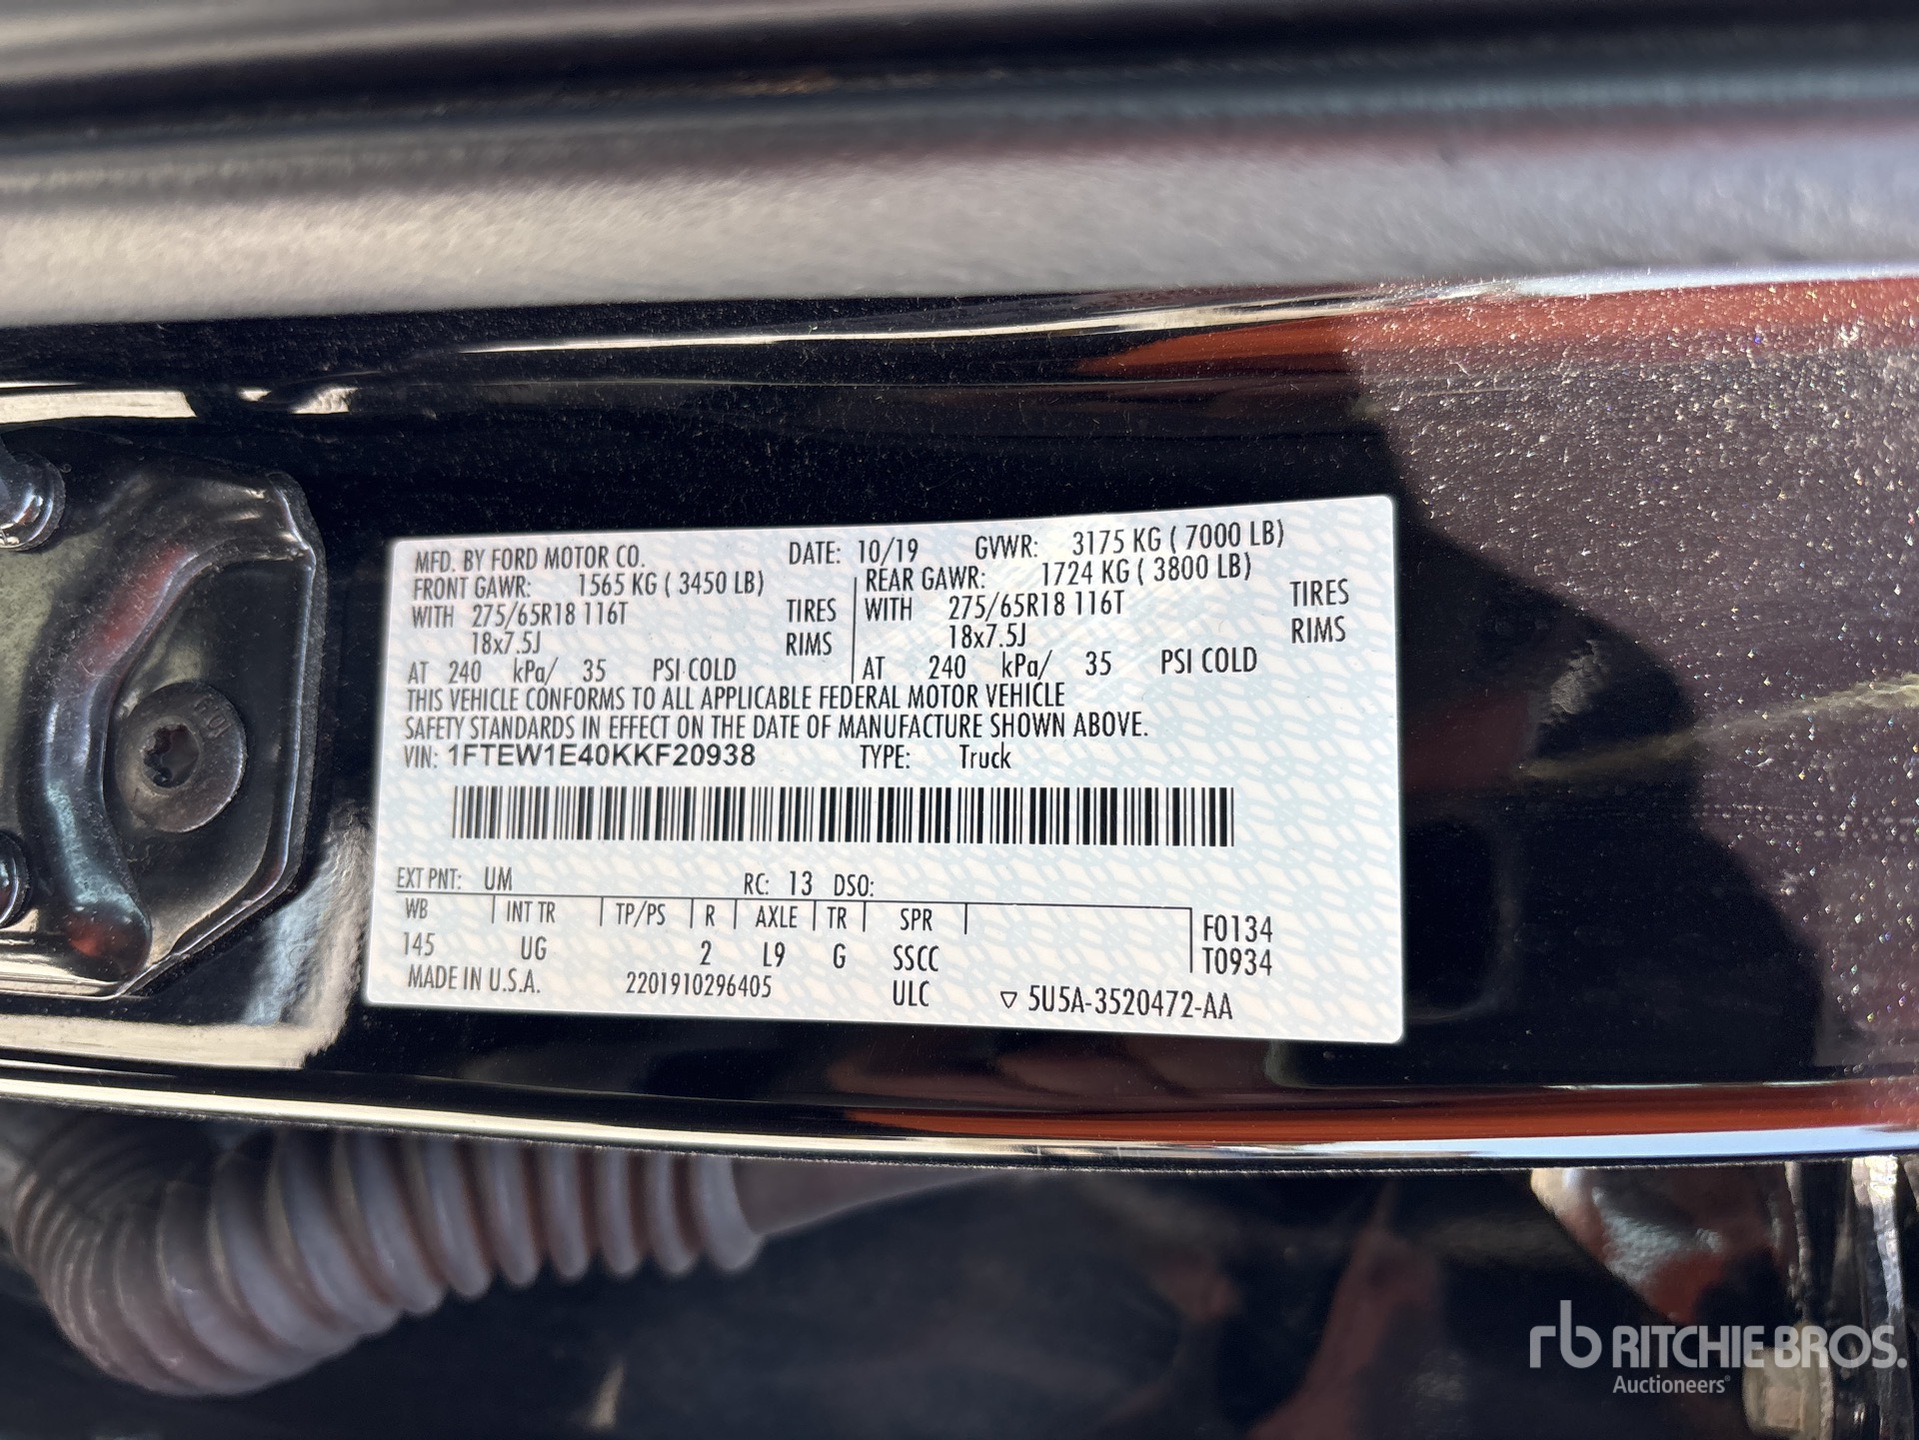 MFD. BY FORD MOTOR CO. DATE: 10/19 GVWR: 3175 KG ( 7000 LB)
FRONT GAWR: 1565 KG ( 3450 LB) REAR GAWR: 1724 KG ( 3800 LB)
WITH 275/65R18 116T TIRES WITH 275/65R18 116T TIRES
18x7.5J RIMS 18x7.5J RIMS
AT 240 kPa/ 35 PSI COLD AT 240 kPa/ 35 PSI COLD
THIS VEHICLE CONFORMS TO ALL APPLICABLE FEDERAL MOTOR VEHICLE
SAFETY STANDARDS IN EFFECT ON THE DATE OF MANUFACTURE SHOWN ABOVE.
VIN: 1FTEW1E40KKF20938 TYPE: Truck
EXT PNT: UM RC: 13 DSO:
WB INT TR TP/PS R AXLE TR SPR F0134
145 UG 2 L9 G SSCC T0934
MADE IN U.S.A. 2201910296405 ULC ▽ 5U5A-3520472-AA
rb RITCHIE BROS.
Auctioneers